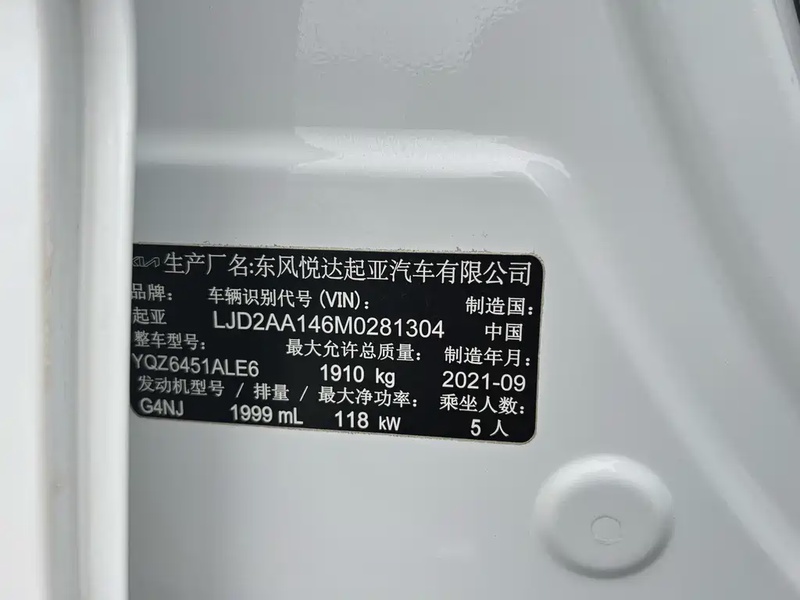 KIA 生产厂名:东风悦达起亚汽车有限公司
品牌: 车辆识别代号(VIN): 制造国:
起亚 LJD2AA146M0281304 中国
整车型号: 最大允许总质量: 制造年月:
YQZ6451ALE6 1910 kg 2021-09
发动机型号/排量/最大净功率: 乘坐人数:
G4NJ 1999 mL 118 kW 5 人